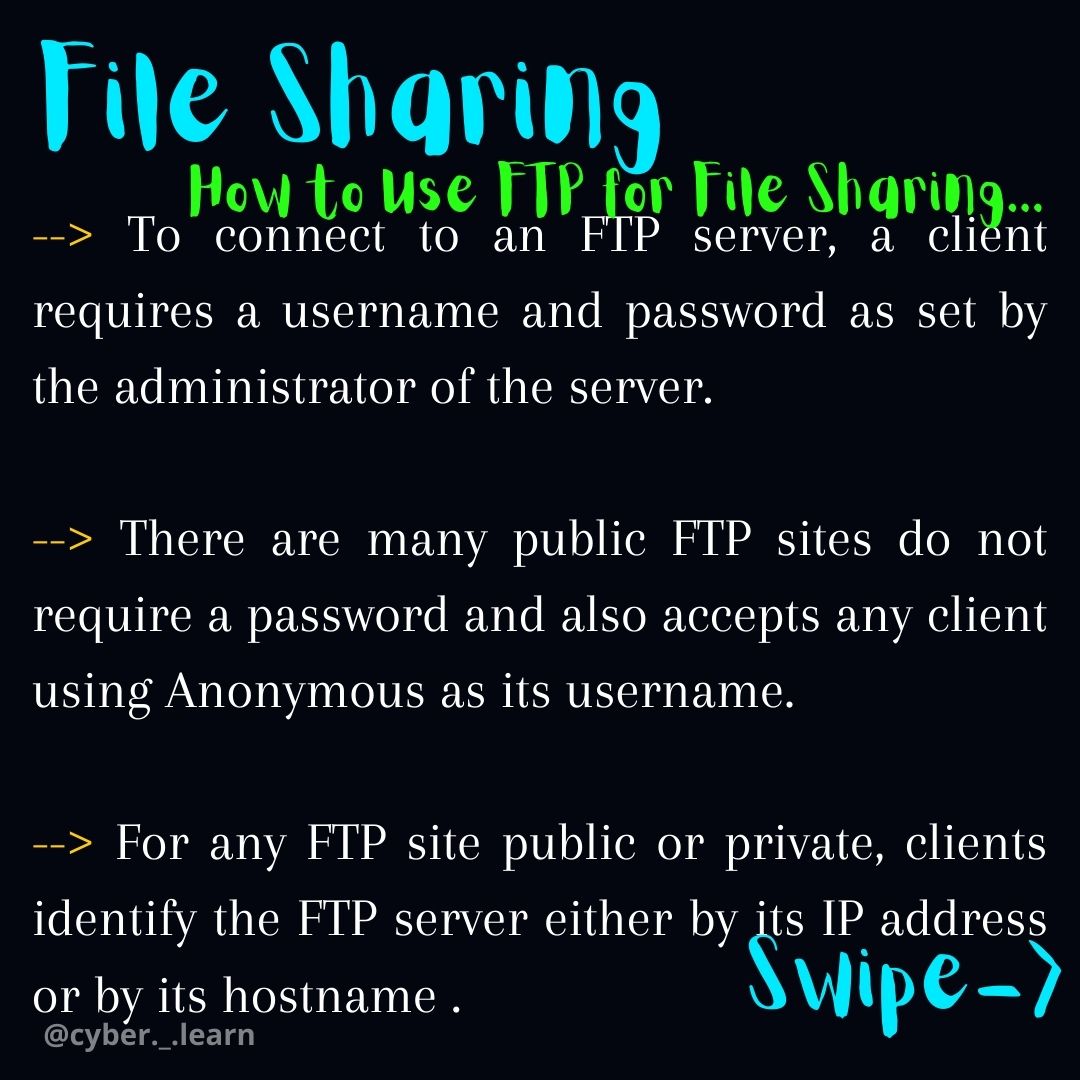 File Sharing
How to Use FTP for File Sharing...
--> To connect to an FTP server, a client
requires a username and password as set by
the administrator of the server.
--> There are many public FTP sites do not
require a password and also accepts any client
using Anonymous as its username.
--> For any FTP site public or private, clients
identify the FTP server either by its IP address
or by its hostname .
Swipe->
@cyber._.learn